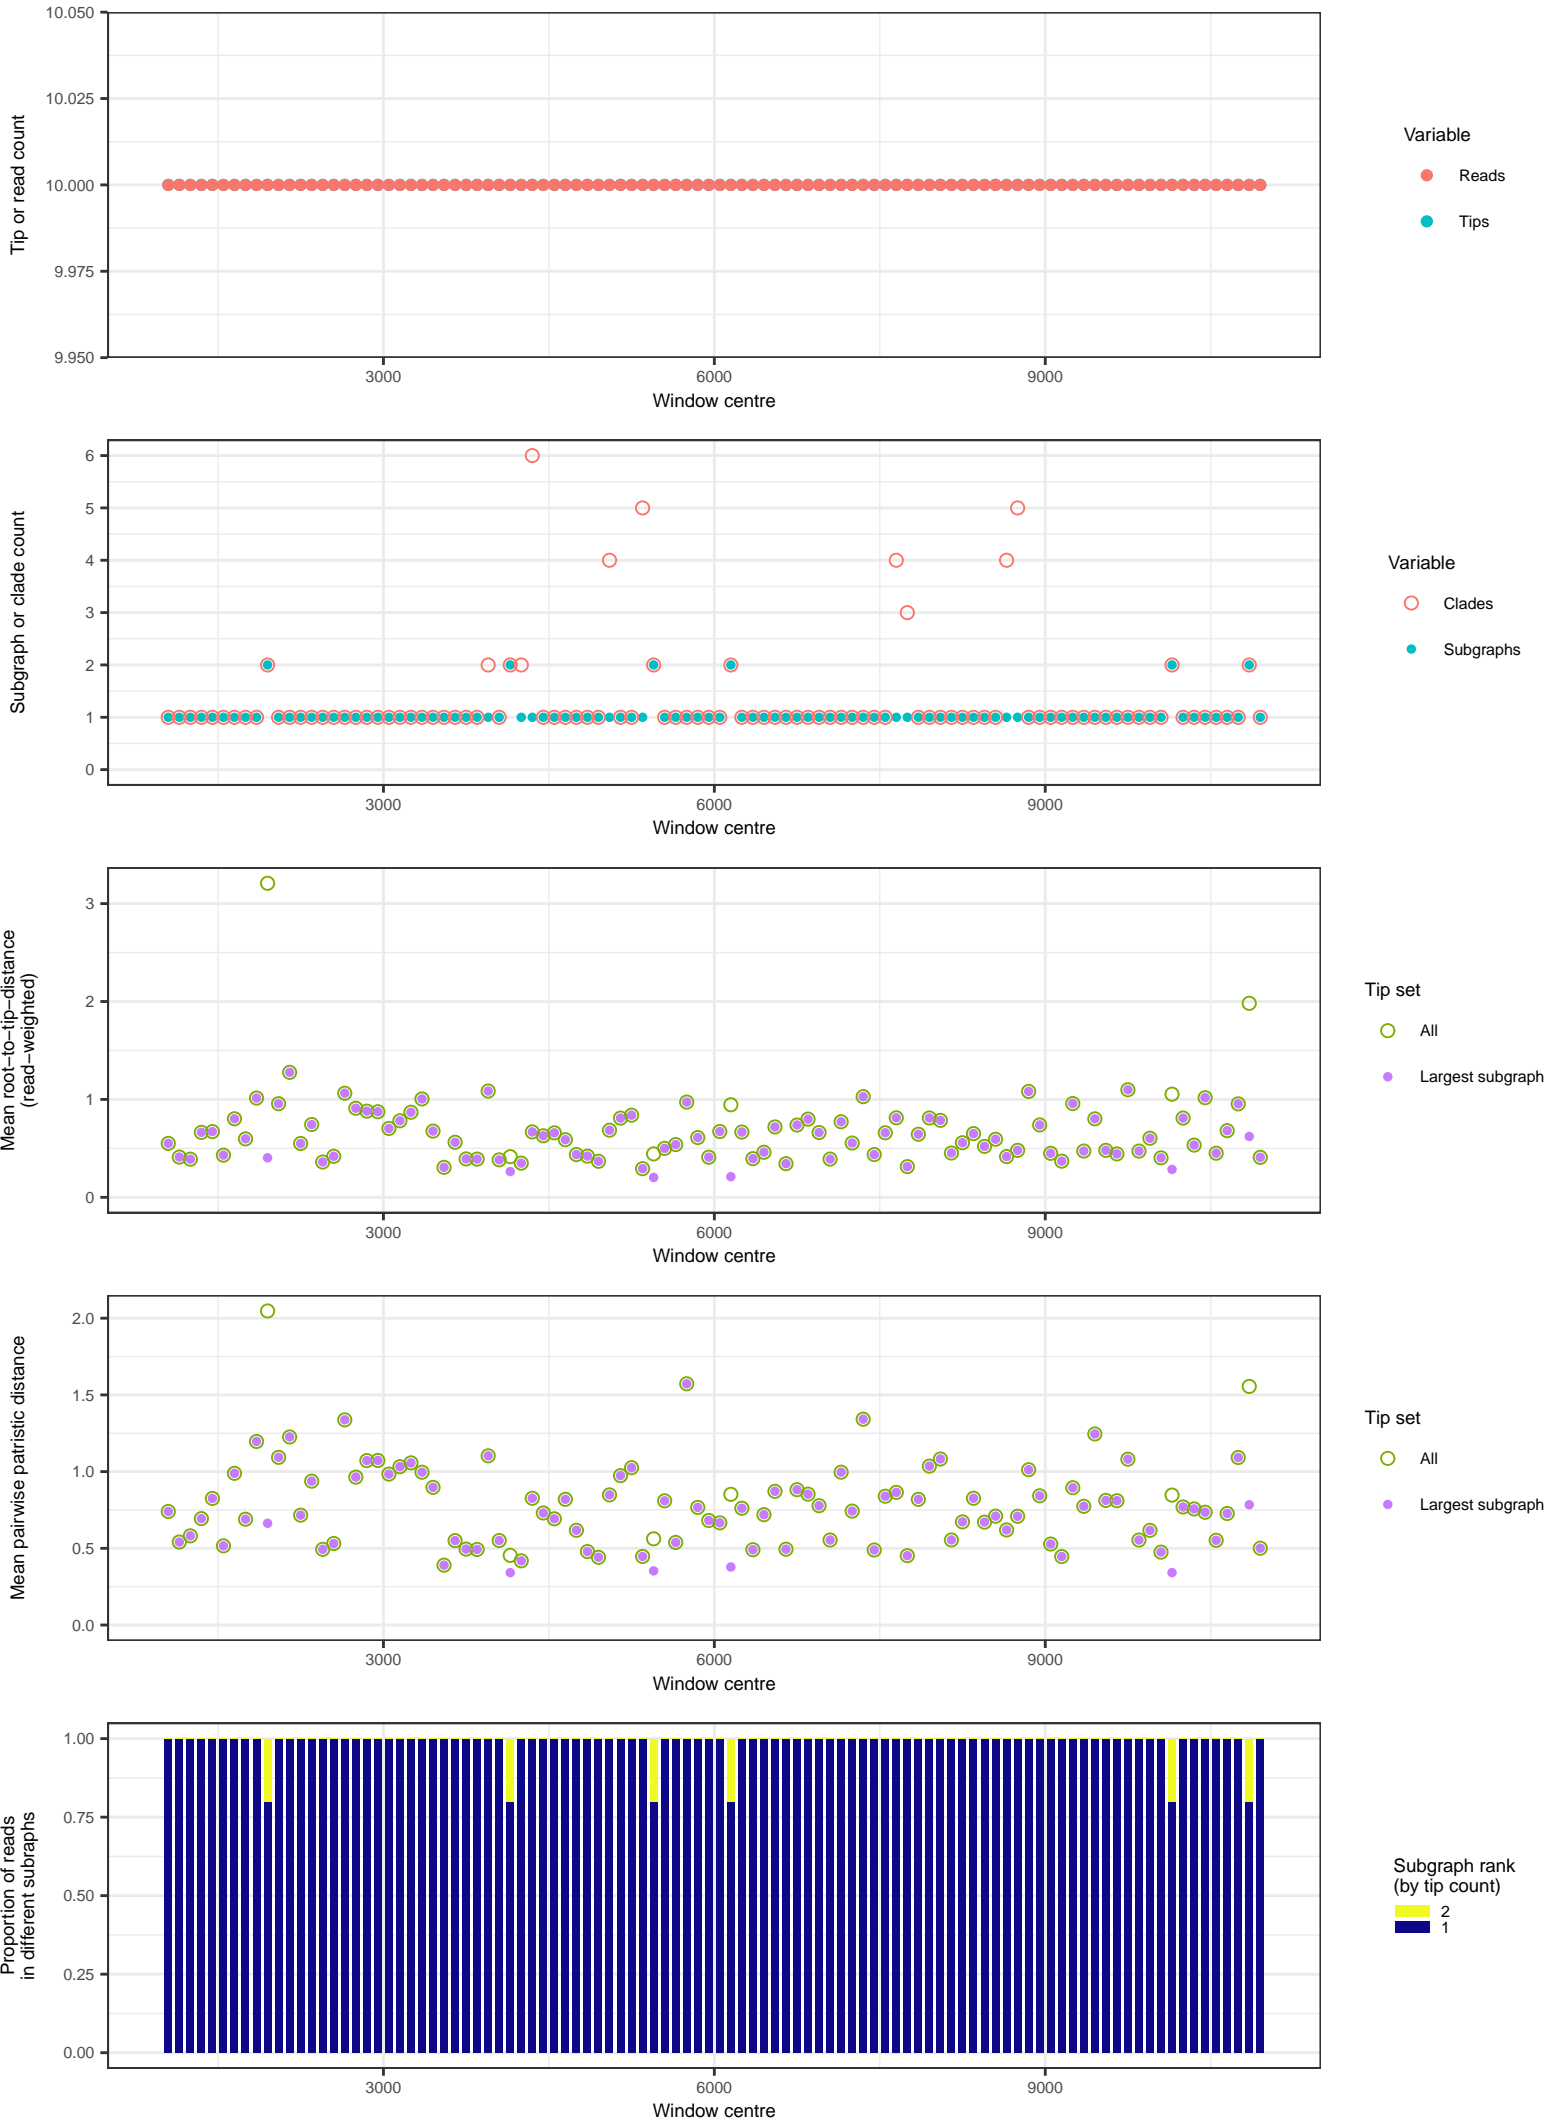 10.050
10.025
10.000
9.975
9.950
Tip or read count
3000 6000 9000
Window centre
Variable
Reads
Tips
6
5
4
3
2
1
0
Subgraph or clade count
3000 6000 9000
Window centre
Variable
Clades
Subgraphs
3
2
1
0
Mean root−to−tip−distance
(read−weighted)
3000 6000 9000
Window centre
Tip set
All
Largest subgraph
2.0
1.5
1.0
0.5
0.0
Mean pairwise patristic distance
3000 6000 9000
Window centre
Tip set
All
Largest subgraph
1.00
0.75
0.50
0.25
0.00
Proportion of reads
in different subraphs
3000 6000 9000
Window centre
Subgraph rank
(by tip count)
2
1